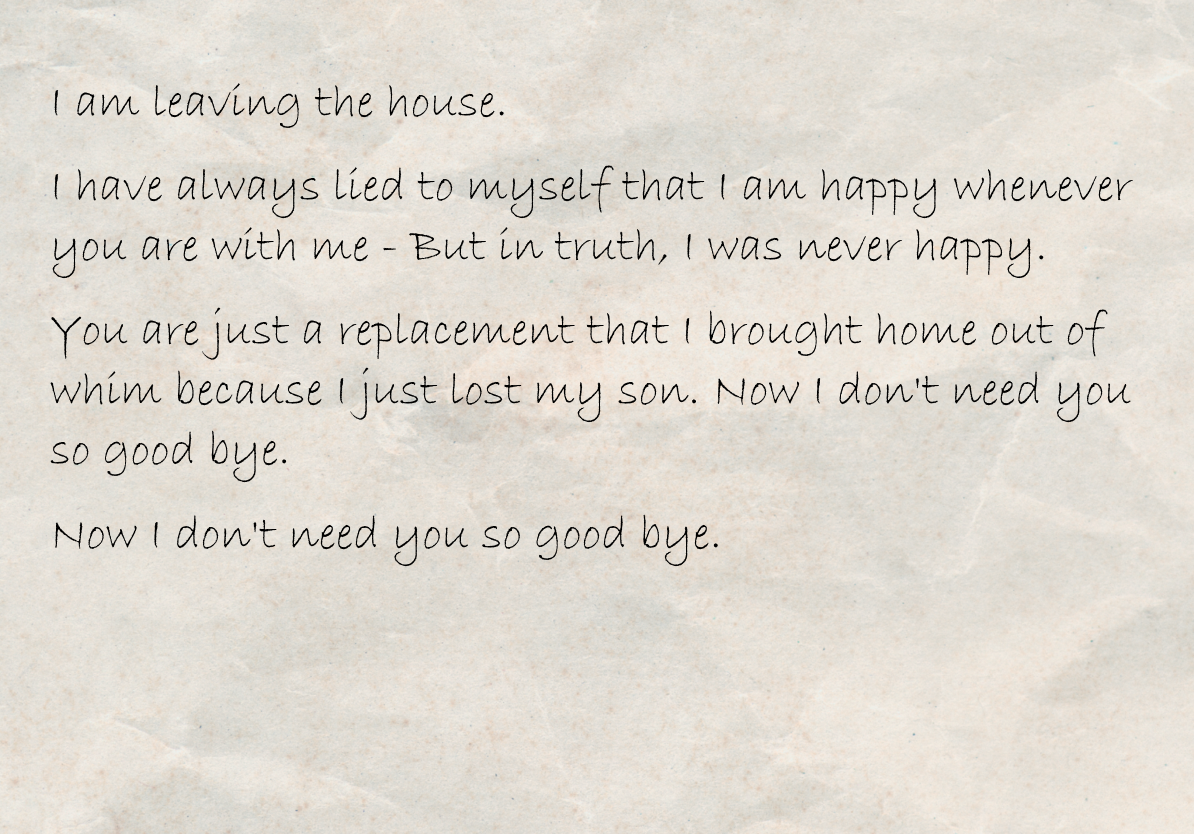 I am leaving the house.
I have always lied to myself that I am happy whenever
you are with me - But in truth, I was never happy.
You are just a replacement that I brought home out of
whim because I just lost my son. Now I don't need you
so good bye.
Now I don't need you so good bye.